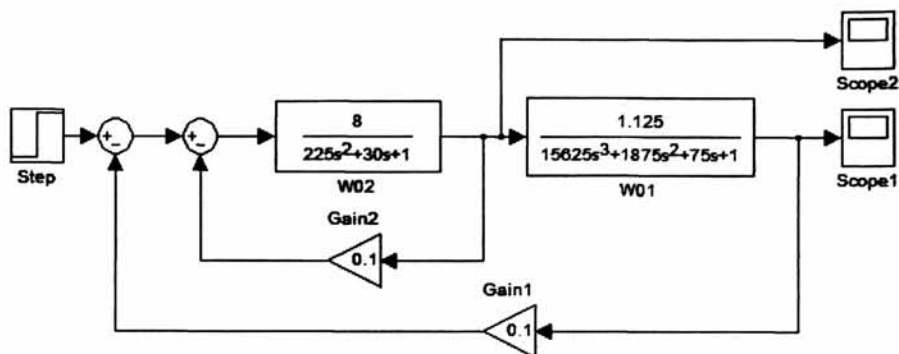 Scope2
Step
+
−
+
−
8
225s²+30s+1
W02
1.125
15625s³+1875s²+75s+1
W01
Scope1
Gain2
0.1
Gain1
0.1